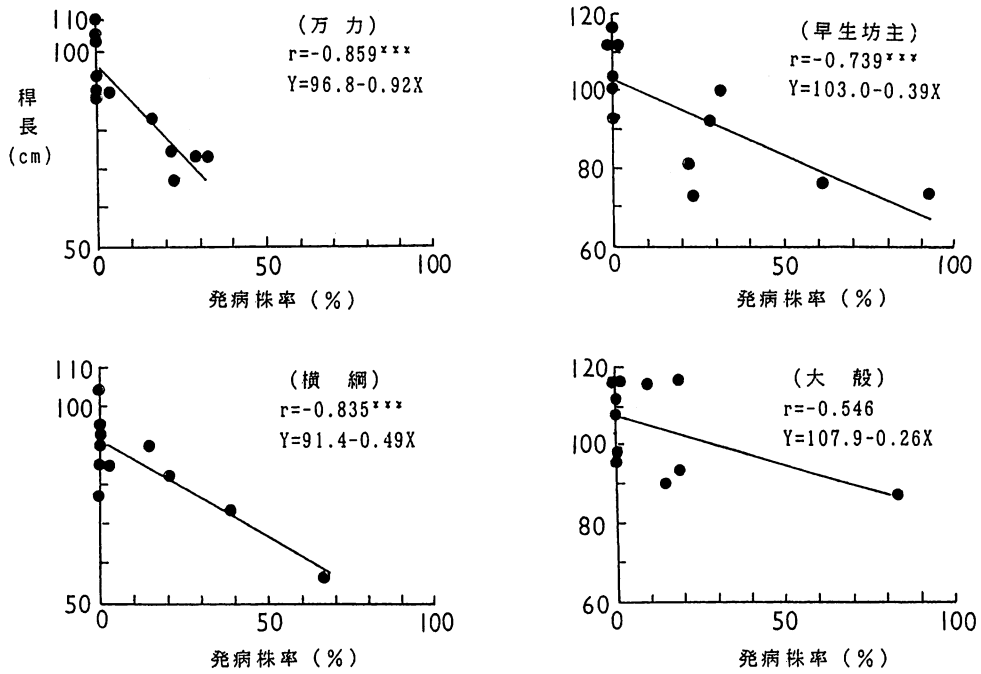 (万 力)
r=-0.859***
Y=96.8-0.92X
110
100
50
稈
長
(cm)
0 50 100
発病株率(%)
(早生坊主)
r=-0.739***
Y=103.0-0.39X
120
100
80
60
0 50 100
発病株率(%)
(横 綱)
r=-0.835***
Y=91.4-0.49X
110
100
50
0 50 100
発病株率(%)
(大 殻)
r=-0.546
Y=107.9-0.26X
120
100
80
60
0 50 100
発病株率(%)